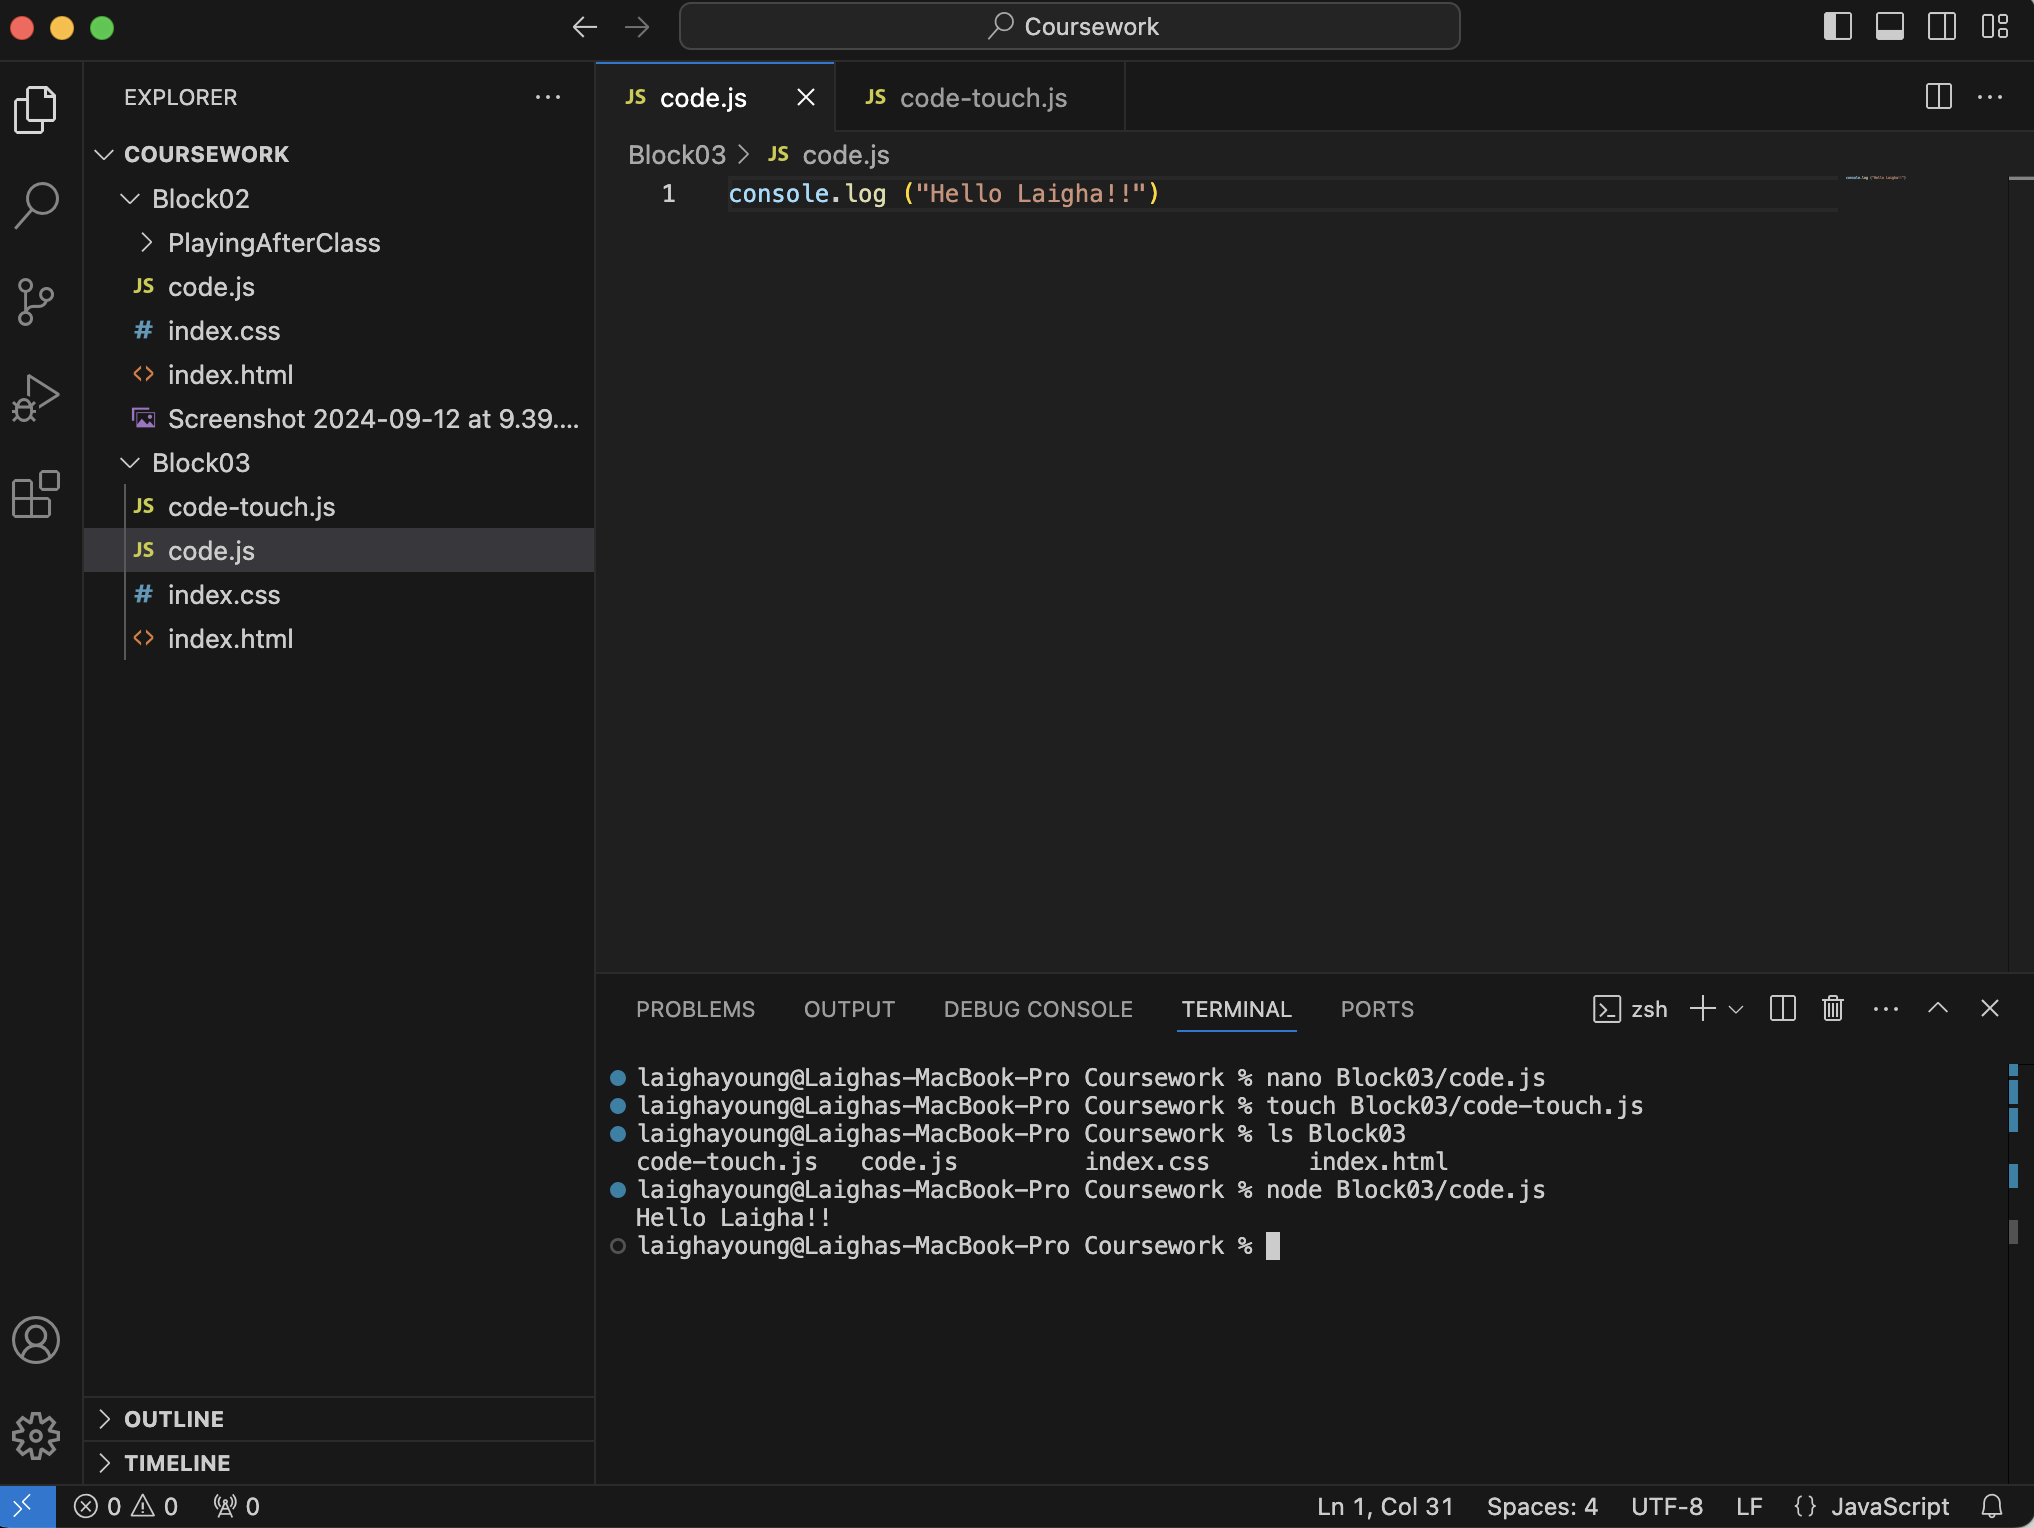 Coursework
EXPLORER
COURSEWORK
Block02
PlayingAfterClass
JS code.js
# index.css
<> index.html
Screenshot 2024-09-12 at 9.39....
Block03
JS code-touch.js
JS code.js
# index.css
<> index.html
OUTLINE
TIMELINE
JS code.js
JS code-touch.js
Block03 > JS code.js
1 console.log ("Hello Laigha!!")
PROBLEMS OUTPUT DEBUG CONSOLE TERMINAL PORTS zsh
laighayoung@Laighas-MacBook-Pro Coursework % nano Block03/code.js
laighayoung@Laighas-MacBook-Pro Coursework % touch Block03/code-touch.js
laighayoung@Laighas-MacBook-Pro Coursework % ls Block03
code-touch.js code.js index.css index.html
laighayoung@Laighas-MacBook-Pro Coursework % node Block03/code.js
Hello Laigha!!
laighayoung@Laighas-MacBook-Pro Coursework %
0 0 0 Ln 1, Col 31 Spaces: 4 UTF-8 LF {} JavaScript